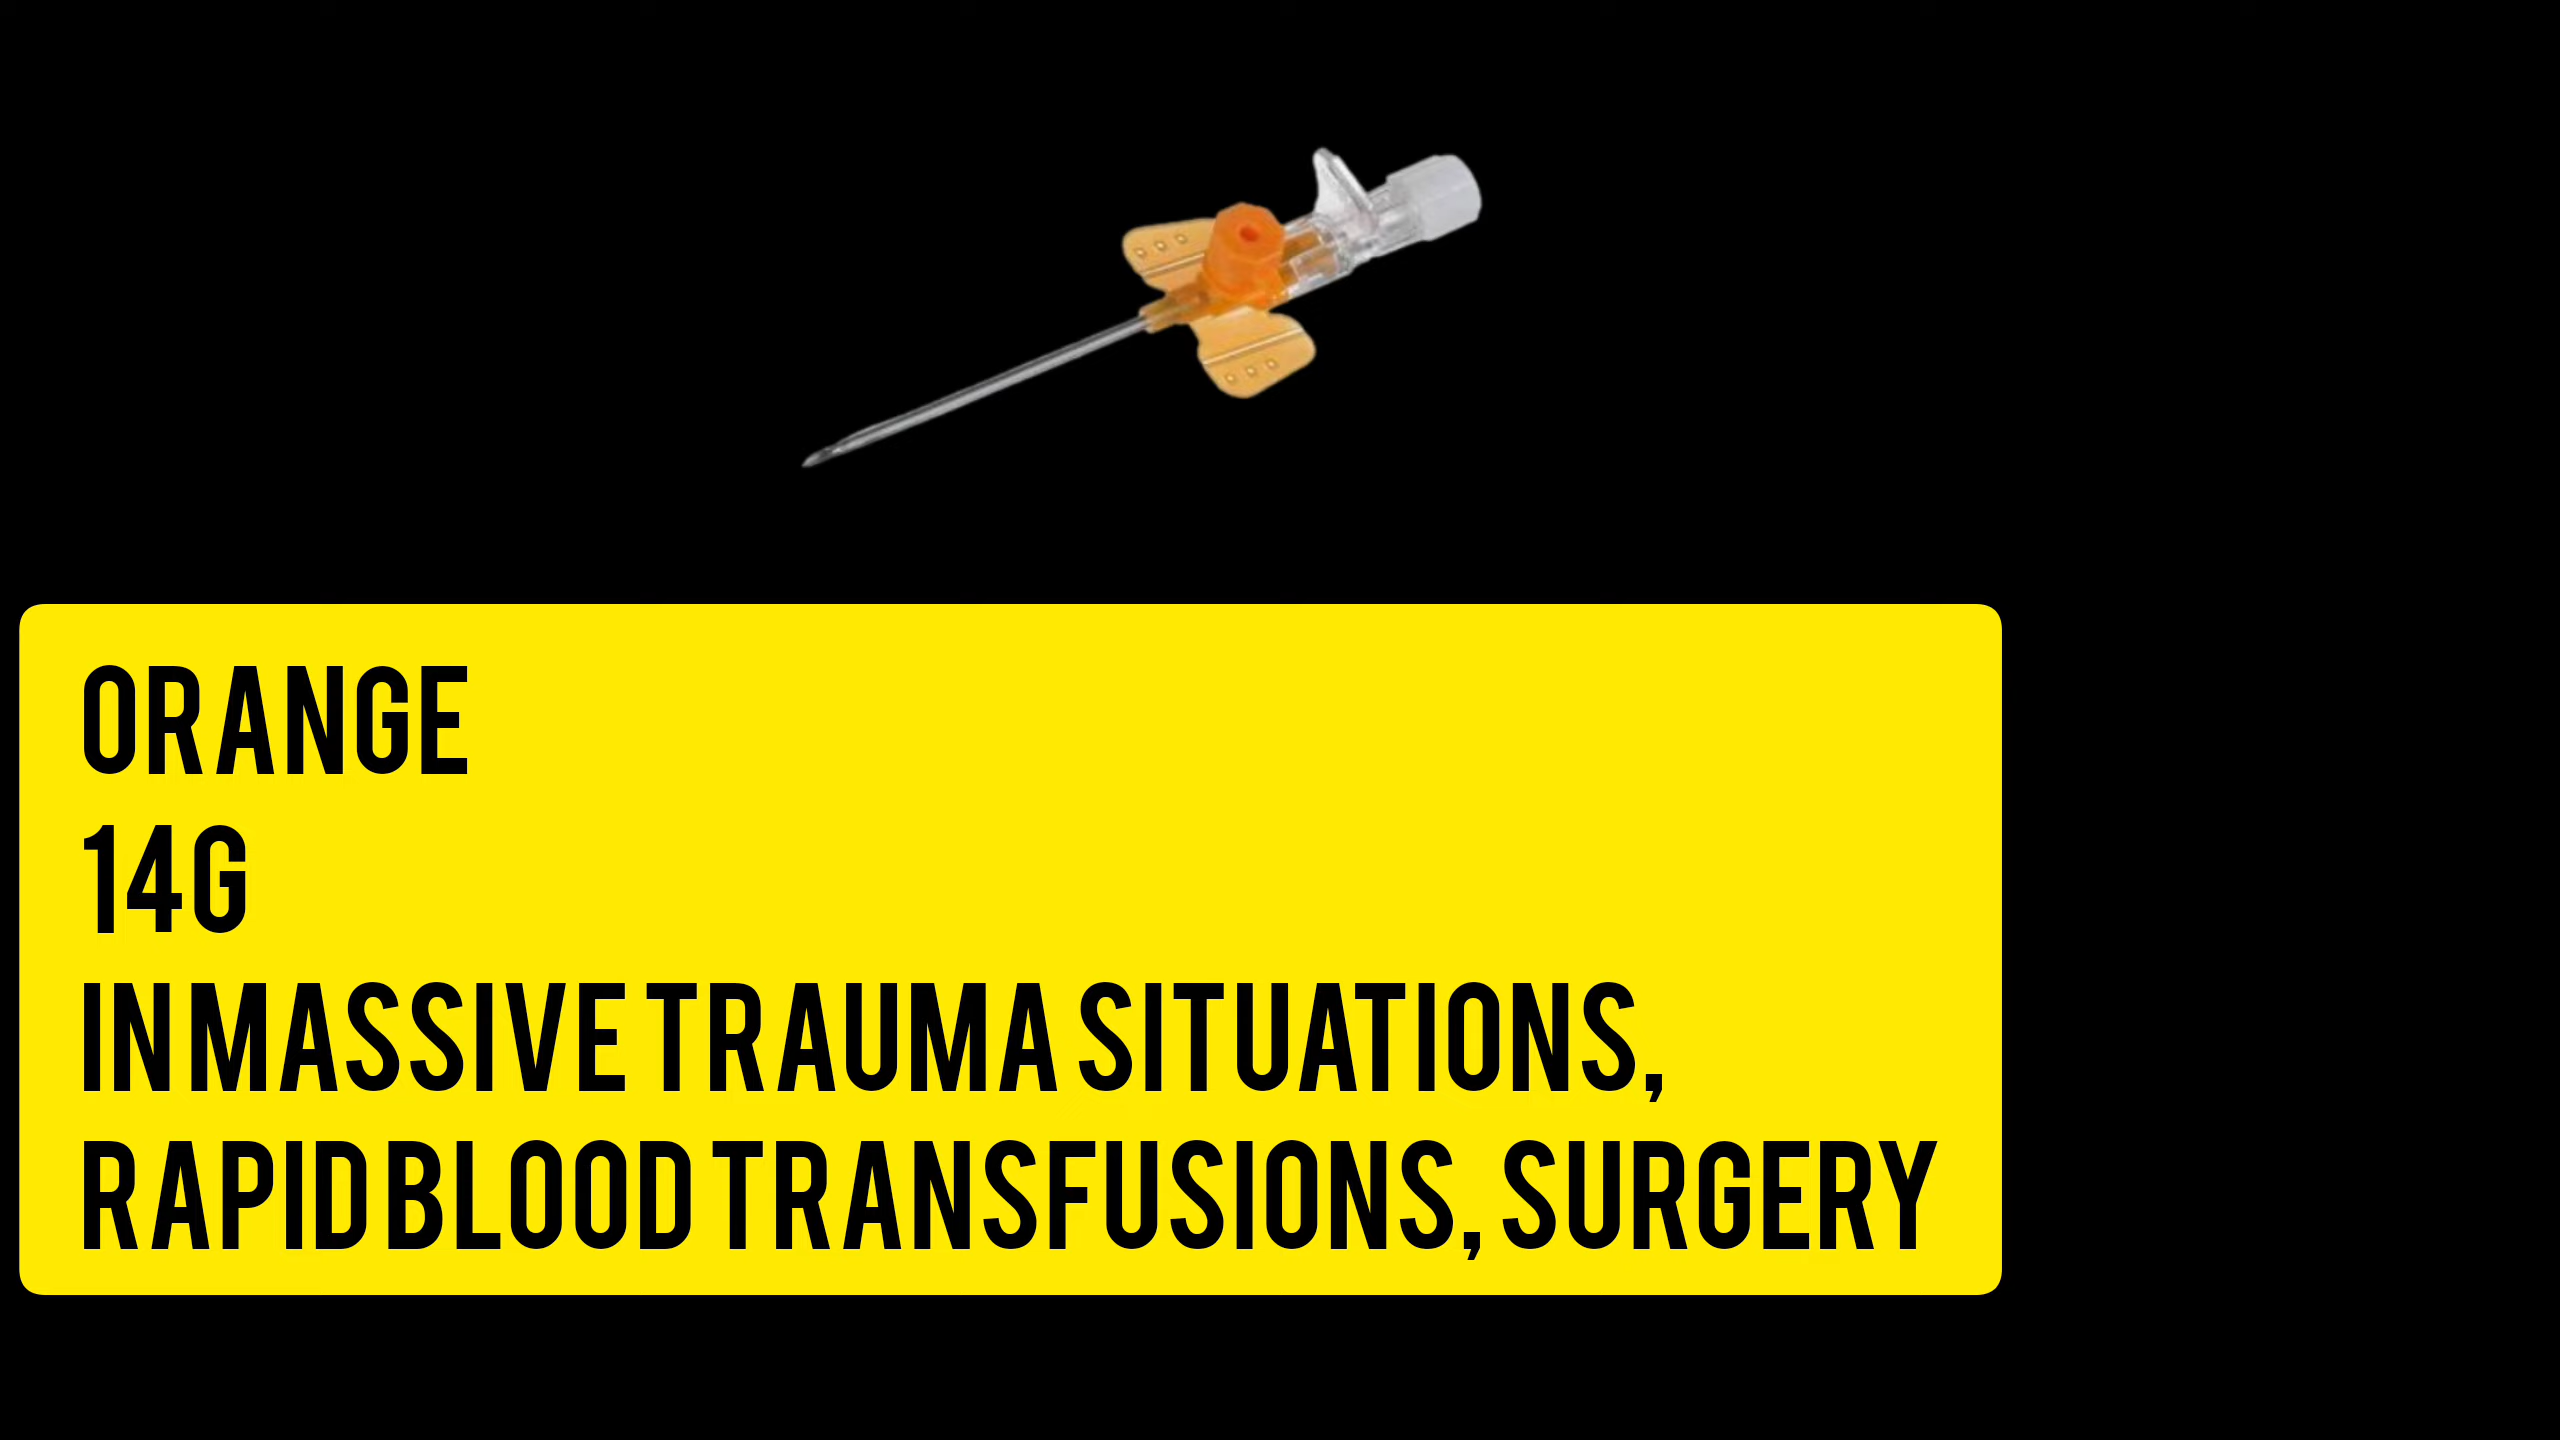 ORANGE
14G
IN MASSIVE TRAUMA SITUATIONS,
RAPID BLOOD TRANSFUSIONS, SURGERY